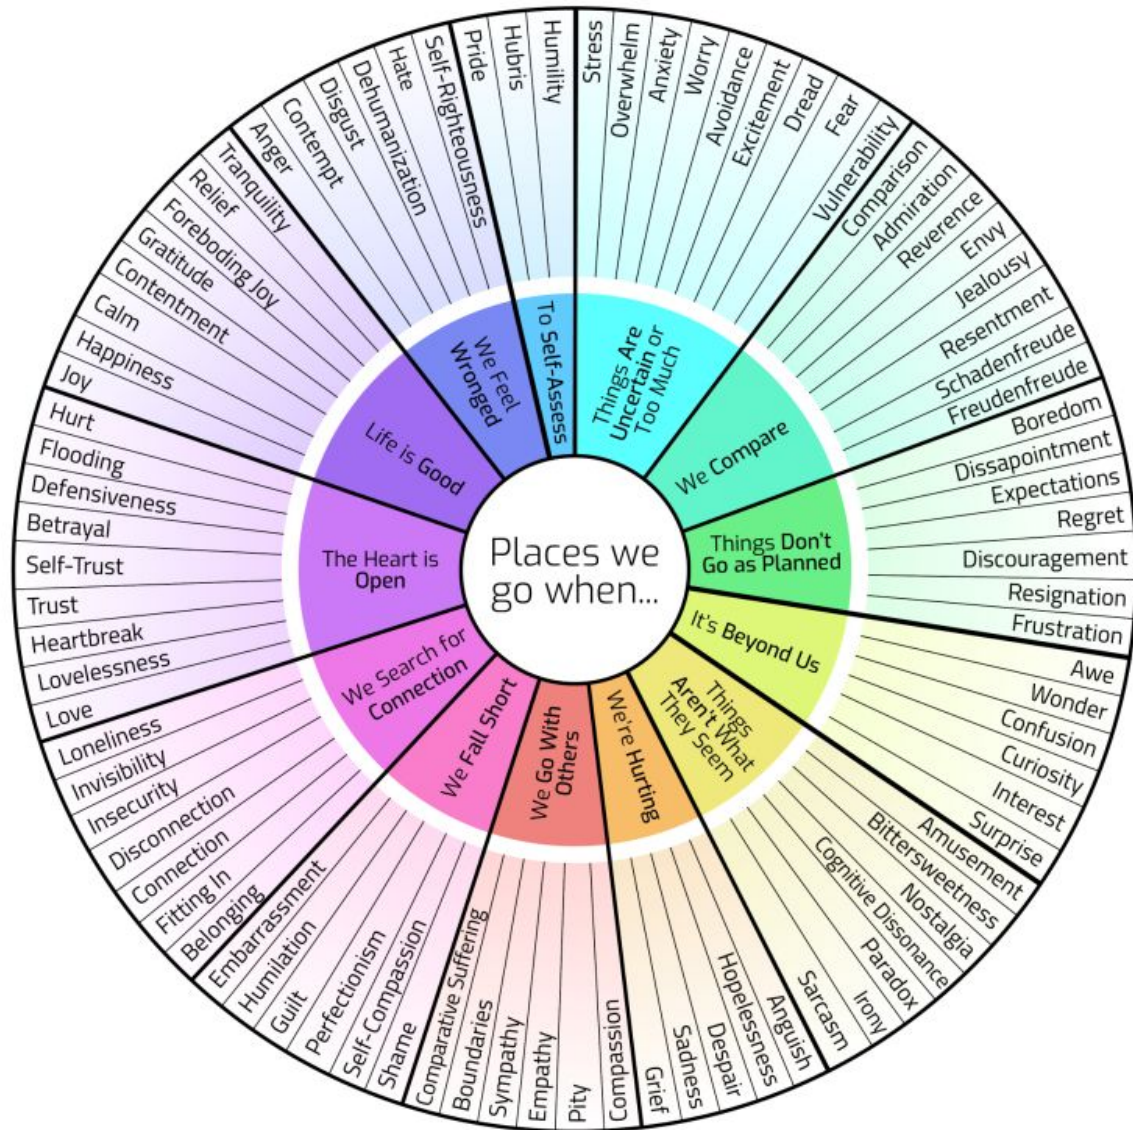 Places we
go when...
Things Are
Uncertain or
Too Much
Stress
Overwhelm
Anxiety
Worry
Avoidance
Excitement
Dread
Fear
Vulnerability
We Compare
Comparison
Admiration
Reverence
Envy
Jealousy
Resentment
Schadenfreude
Freudenfreude
Things Don't
Go as Planned
Boredom
Dissapointment
Expectations
Regret
Discouragement
Resignation
Frustration
It's Beyond Us
Awe
Wonder
Confusion
Curiosity
Interest
Surprise
Things
Aren't What
They Seem
Amusement
Bittersweetness
Nostalgia
Cognitive Dissonance
Paradox
Irony
Sarcasm
We're Hurting
Anguish
Hopelessness
Despair
Sadness
Grief
We Go With
Others
Compassion
Pity
Empathy
Sympathy
Boundaries
Comparative Suffering
We Fall Short
Shame
Self-Compassion
Perfectionism
Guilt
Humiliation
Embarrassment
We Search for
Connection
Belonging
Fitting In
Connection
Disconnection
Insecurity
Invisibility
Loneliness
The Heart is
Open
Love
Lovelessness
Heartbreak
Trust
Self-Trust
Betrayal
Defensiveness
Flooding
Hurt
Life is Good
Joy
Happiness
Calm
Contentment
Gratitude
Foreboding Joy
Relief
Tranquility
We Feel
Wronged
Anger
Contempt
Disgust
Dehumanization
Hate
Self-Righteousness
To Self-Assess
Pride
Hubris
Humility